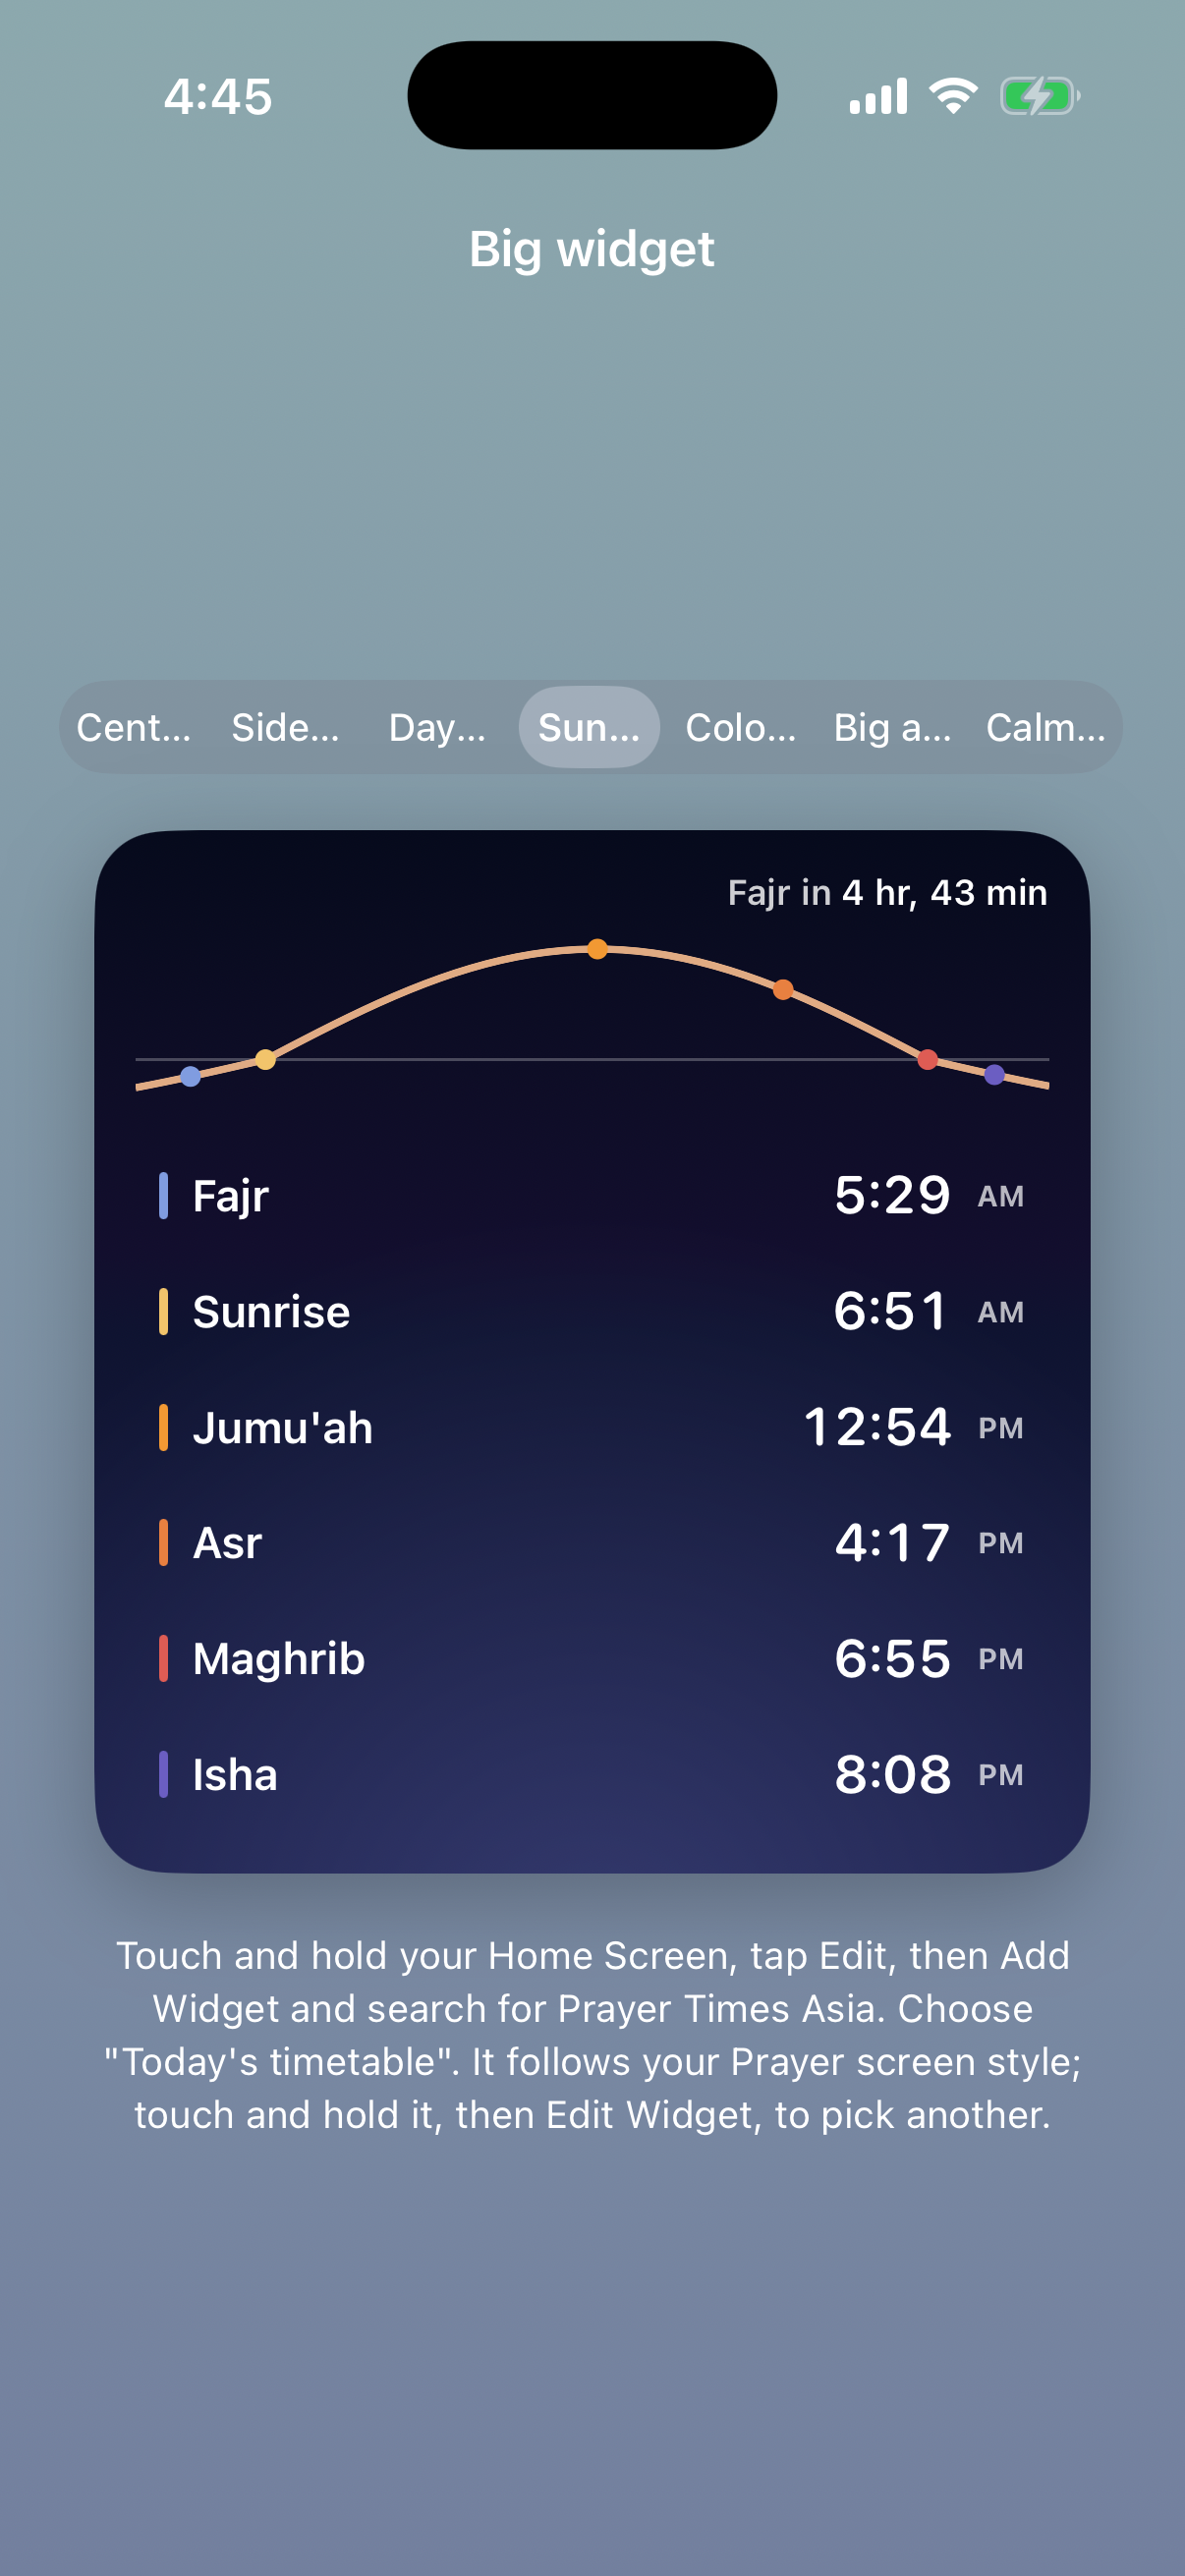 4:45
Big widget
Cent... Side... Day... Sun... Colo... Big a... Calm...
Fajr in 4 hr, 43 min
Fajr 5:29 AM
Sunrise 6:51 AM
Jumu'ah 12:54 PM
Asr 4:17 PM
Maghrib 6:55 PM
Isha 8:08 PM
Touch and hold your Home Screen, tap Edit, then Add
Widget and search for Prayer Times Asia. Choose
"Today's timetable". It follows your Prayer screen style;
touch and hold it, then Edit Widget, to pick another.